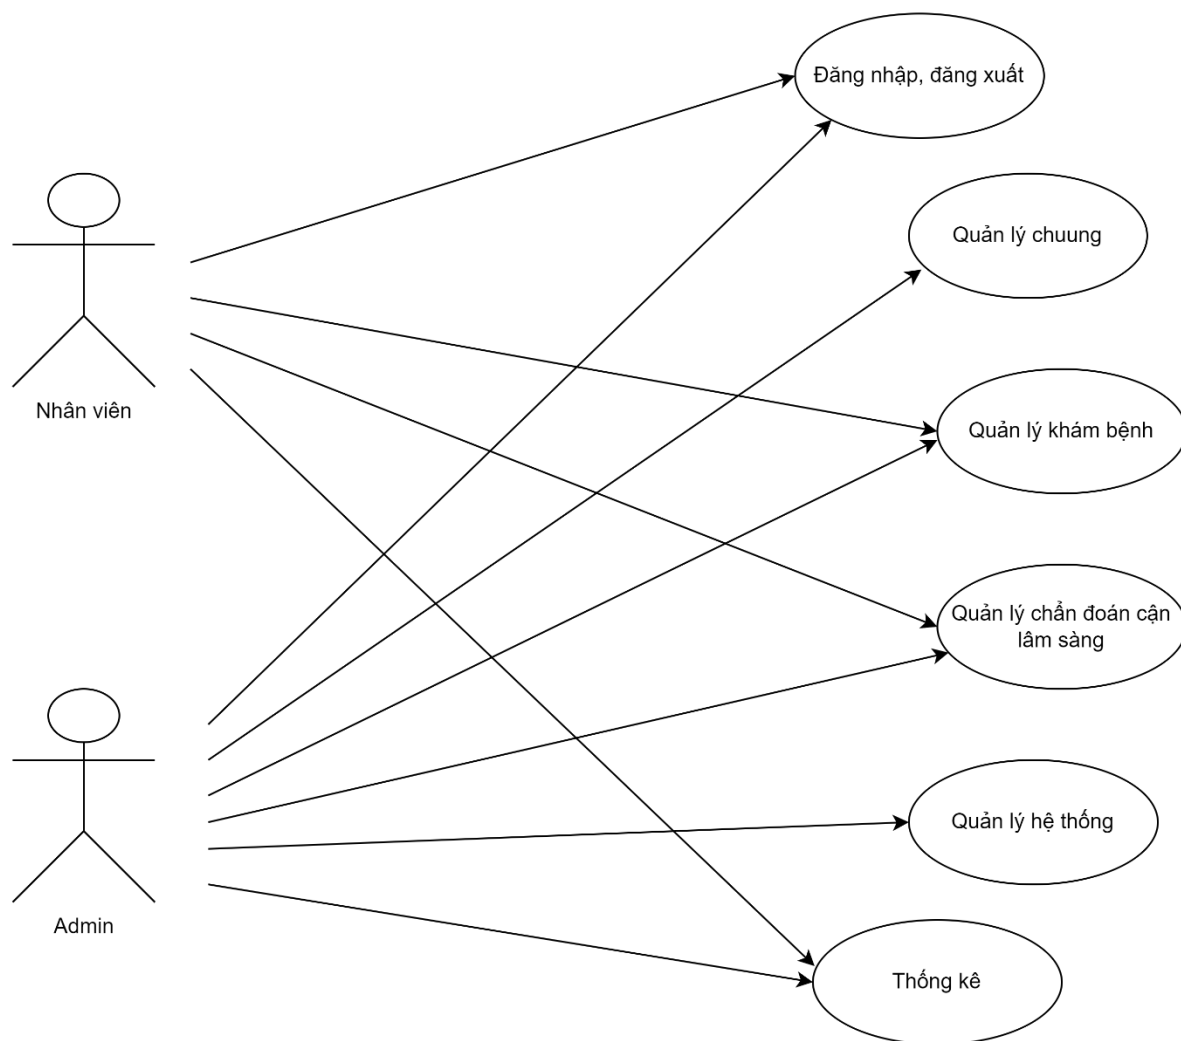 Đăng nhập, đăng xuất
Quản lý chuung
Nhân viên
Quản lý khám bệnh
Quản lý chẩn đoán cận
lâm sàng
Quản lý hệ thống
Admin
Thống kê